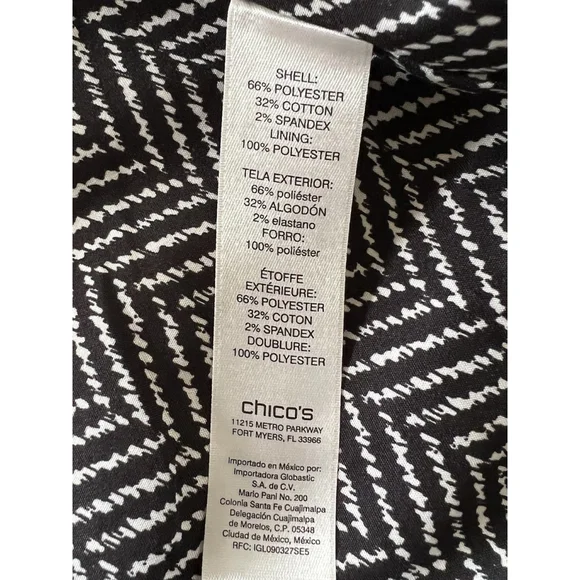 SHELL:
66% POLYESTER
32% COTTON
2% SPANDEX
LINING:
100% POLYESTER
TELA EXTERIOR:
66% poliéster
32% ALGODÓN
2% elastano
FORRO:
100% poliéster
ÉTOFFE
EXTÉRIEURE:
66% POLYESTER
32% COTON
2% SPANDEX
DOUBLURE:
100% POLYESTER
chico's
11215 METRO PARKWAY
FORT MYERS, FL 33966
Importado en México por:
Importadora Globastic
S.A. de C.V.
Mario Pani No. 200
Colonia Santa Fe Cuajimalpa
Delegación Cuajimalpa
de Morelos, C.P. 05348
Ciudad de México, México
RFC: IGL090327SE5